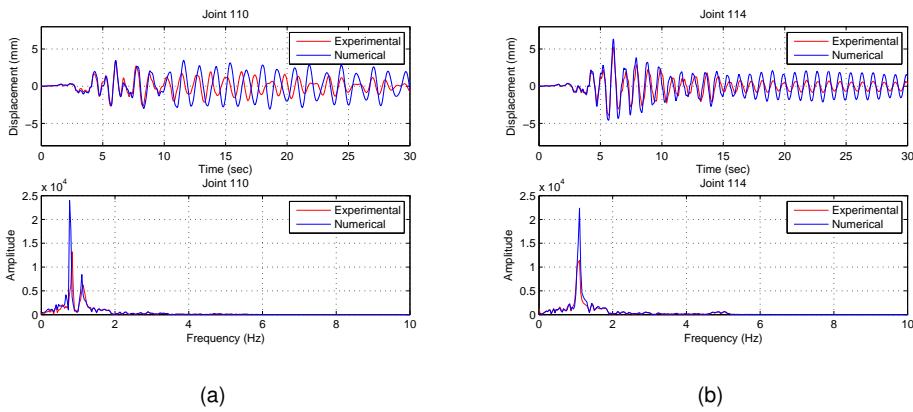 Joint 110
Displacement (mm)
5
0
−5
Experimental
Numerical
0 5 10 15 20 25 30
Time (sec)
Joint 110
x 10^4
Amplitude
2.5
2
1.5
1
0.5
0
Experimental
Numerical
0 2 4 6 8 10
Frequency (Hz)
(a)
Joint 114
Displacement (mm)
5
0
−5
Experimental
Numerical
0 5 10 15 20 25 30
Time (sec)
Joint 114
x 10^4
Amplitude
2.5
2
1.5
1
0.5
0
Experimental
Numerical
0 2 4 6 8 10
Frequency (Hz)
(b)